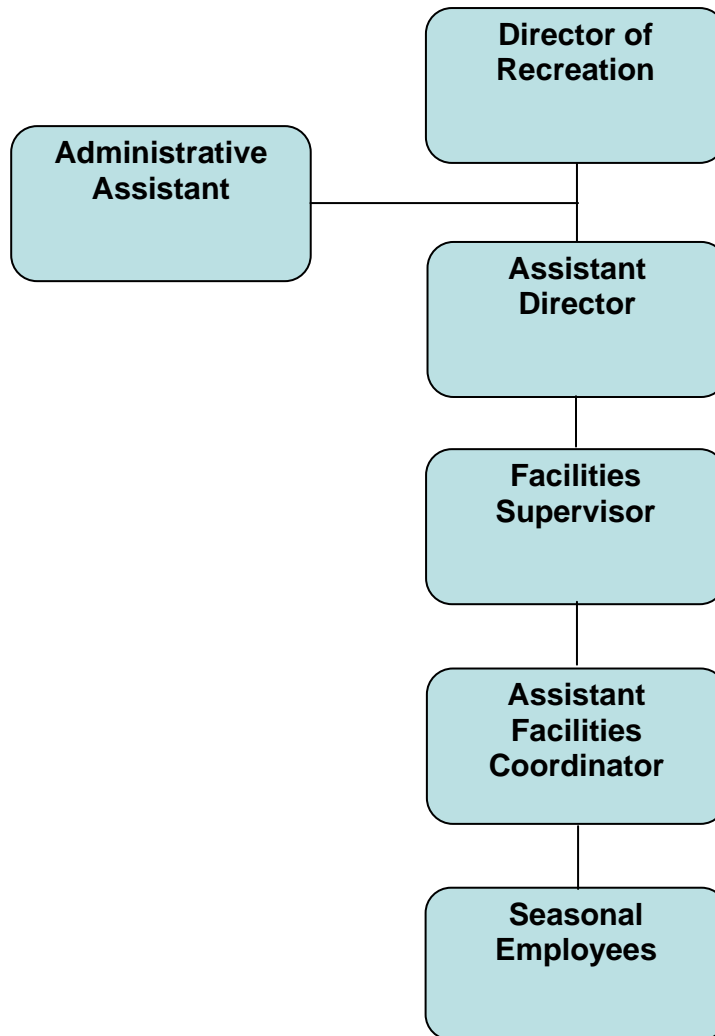 Director of
Recreation
Administrative
Assistant
Assistant
Director
Facilities
Supervisor
Assistant
Facilities
Coordinator
Seasonal
Employees